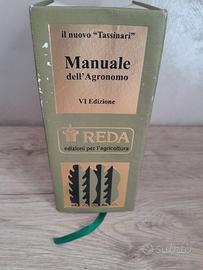 il nuovo "Tassinari"
Manuale
dell'Agronomo
VI Edizione
REDA
edizioni per l'agricoltura
subito